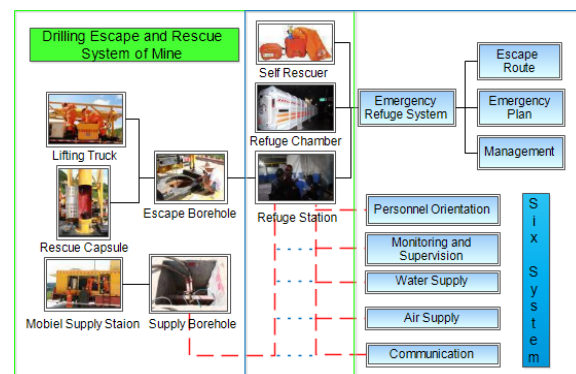 Drilling Escape and Rescue
System of Mine
Self Rescuer
Lifting Truck
Refuge Chamber
Escape Borehole
Refuge Station
Rescue Capsule
Mobiel Supply Staion
Supply Borehole
Emergency
Refuge System
Escape
Route
Emergency
Plan
Management
Personnel Orientation
Monitoring and
Supervision
Water Supply
Air Supply
Communication
Six System